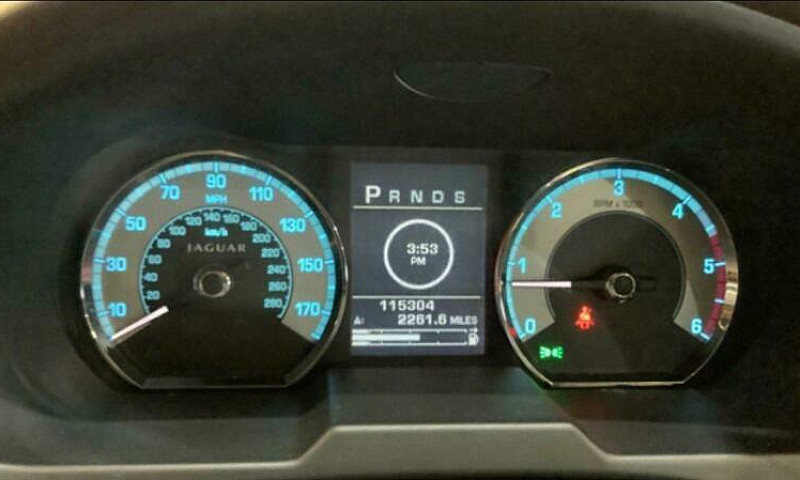 90
70 110
MPH
50 130
30 150
10 170
20 40 60 80 100 120 140 160 180 200 220 240 260 280
km/h
JAGUAR
P R N D S
3:53
PM
115304
A: 2261.6 MILES
0 1 2 3 4 5 6
RPM x 1000